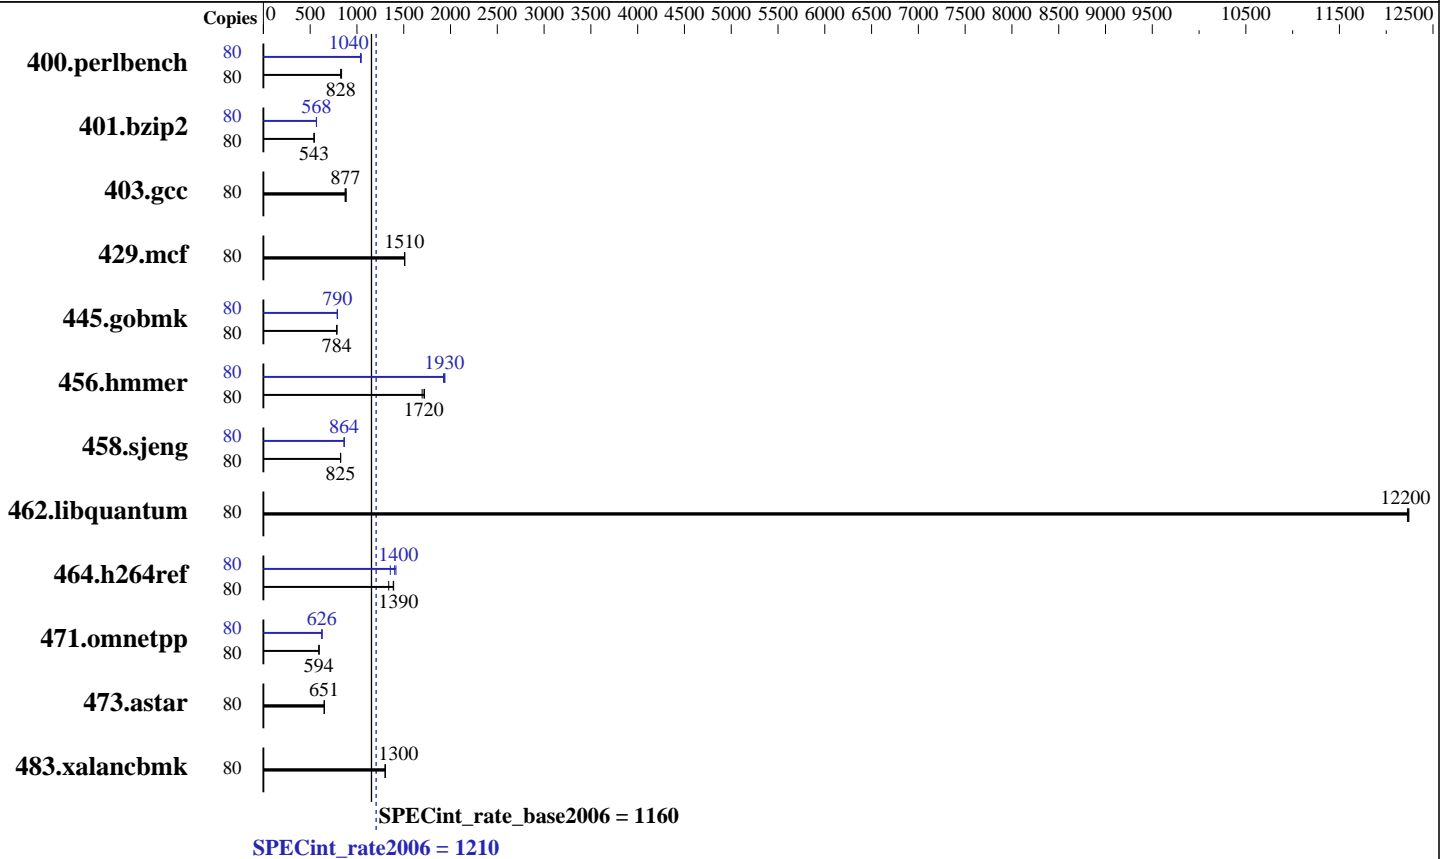 Copies 0 500 1000 1500 2000 2500 3000 3500 4000 4500 5000 5500 6000 6500 7000 7500 8000 8500 9000 9500 10500 11500 12500
400.perlbench 80 1040
80 828
401.bzip2 80 568
80 543
403.gcc 80 877
429.mcf 80 1510
445.gobmk 80 790
80 784
456.hmmer 80 1930
80 1720
458.sjeng 80 864
80 825
462.libquantum 80 12200
464.h264ref 80 1400
80 1390
471.omnetpp 80 626
80 594
473.astar 80 651
483.xalancbmk 80 1300
SPECint_rate_base2006 = 1160
SPECint_rate2006 = 1210